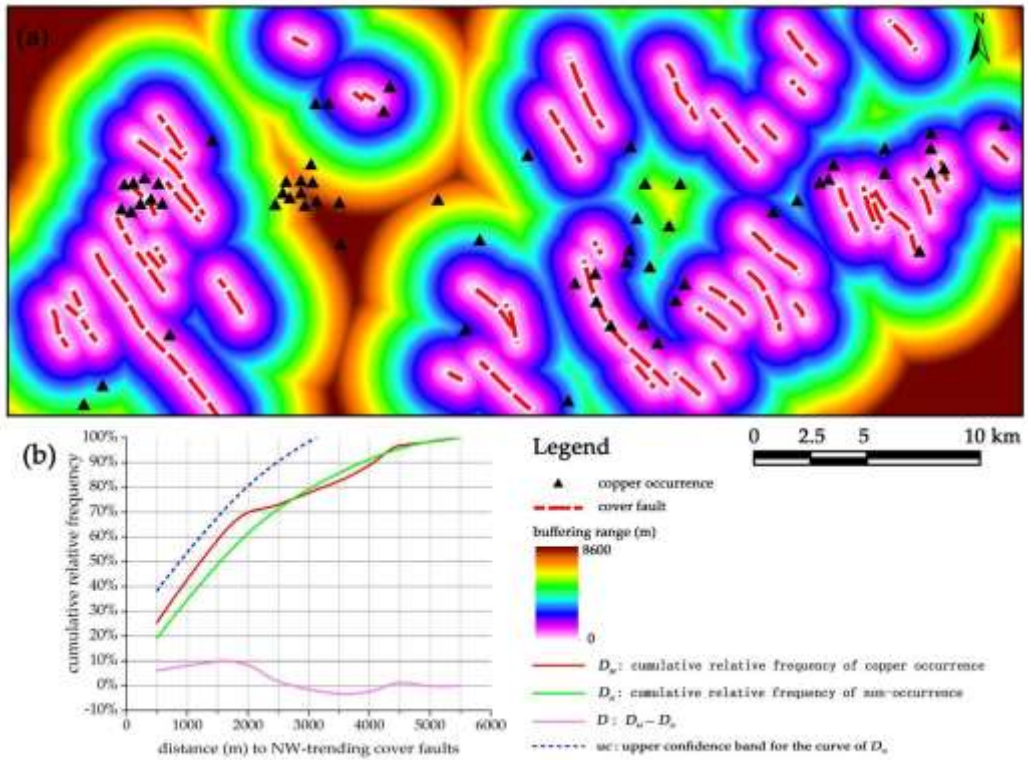 (a)
N
(b)
100%
90%
80%
70%
60%
50%
40%
30%
20%
10%
0%
-10%
cumulative relative frequency
0 1000 2000 3000 4000 5000 6000
distance (m) to NW-trending cover faults
0 2.5 5 10 km
Legend
copper occurrence
cover fault
buffering range (m)
8600
0
Dₘ: cumulative relative frequency of copper occurrence
Dₙ: cumulative relative frequency of non-occurrence
D: Dₘ-Dₙ
uc: upper confidence band for the curve of Dₙ